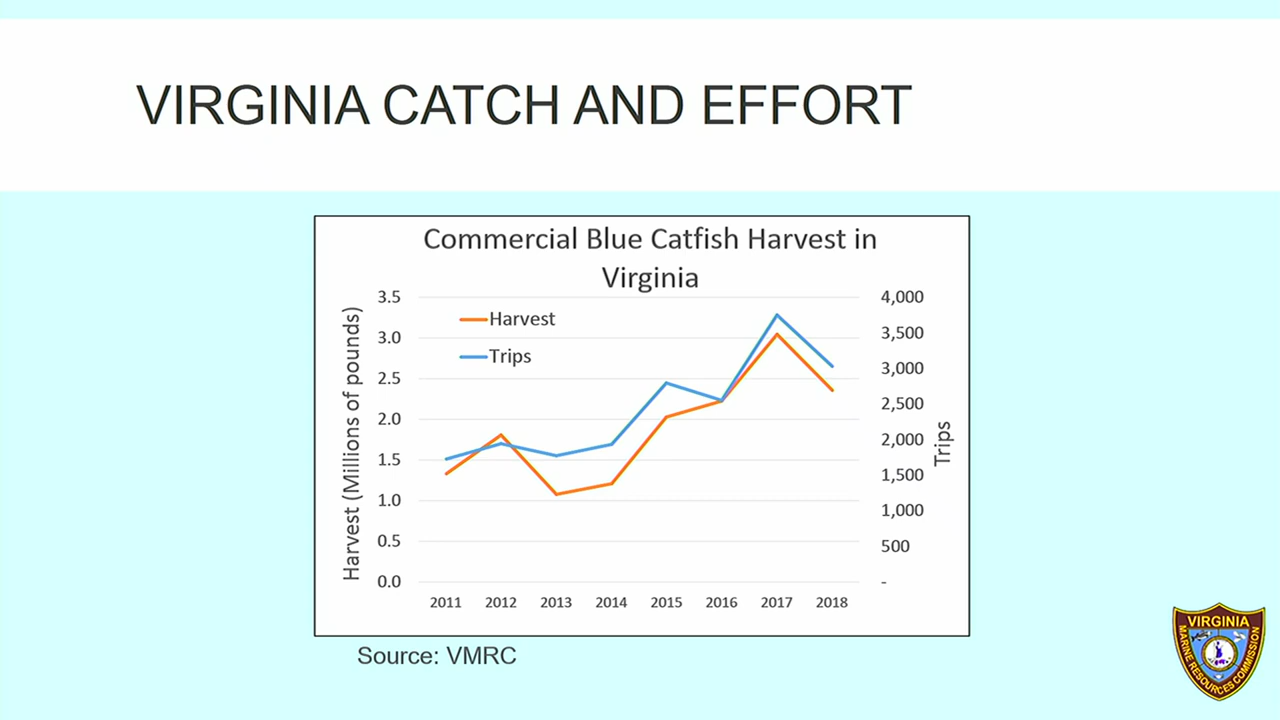 VIRGINIA CATCH AND EFFORT
Commercial Blue Catfish Harvest in
Virginia
Harvest (Millions of pounds)
3.5
3.0
2.5
2.0
1.5
1.0
0.5
0.0
Harvest
Trips
4,000
3,500
3,000
2,500
2,000
1,500
1,000
500
-
Trips
2011 2012 2013 2014 2015 2016 2017 2018
Source: VMRC
VIRGINIA
MARINE RESOURCES COMMISSION